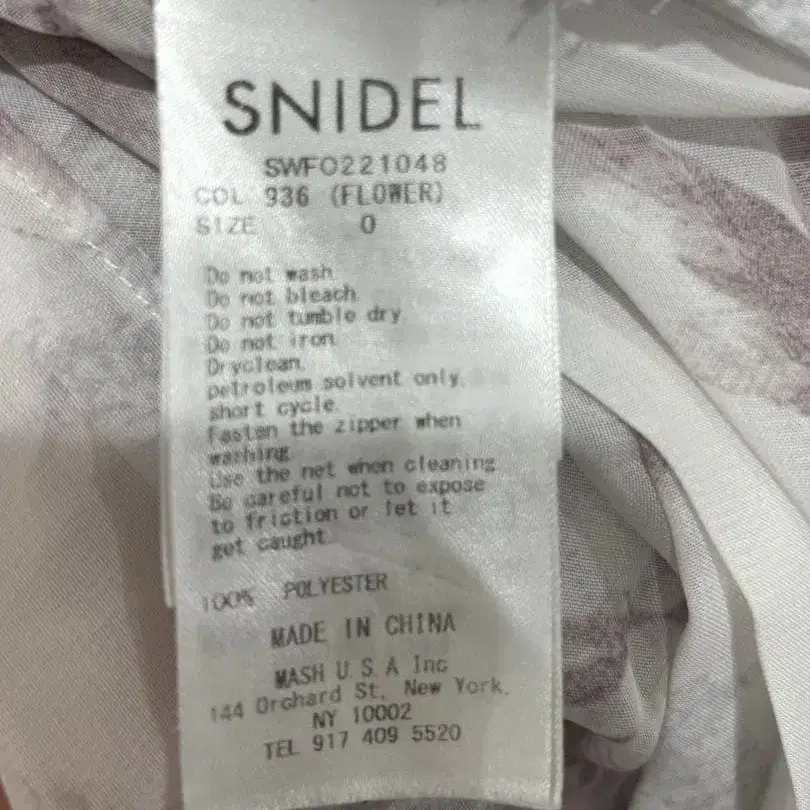 SNIDEL
SWFO221048
COL 936 (FLOWER)
SIZE 0
Do not wash.
Do not bleach.
Do not tumble dry.
Do not iron.
Dryclean.
petroleum solvent only.
short cycle.
Fasten the zipper when
washing.
Use the net when cleaning.
Be careful not to expose
to friction or let it
get caught.
100% POLYESTER
MADE IN CHINA
MASH U.S.A Inc
144 Orchard St, New York,
NY 10002
TEL 917 409 5520